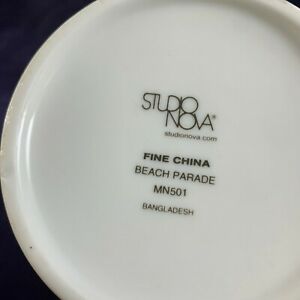 STUDIO
NOVA®
studionova.com
FINE CHINA
BEACH PARADE
MN501
BANGLADESH